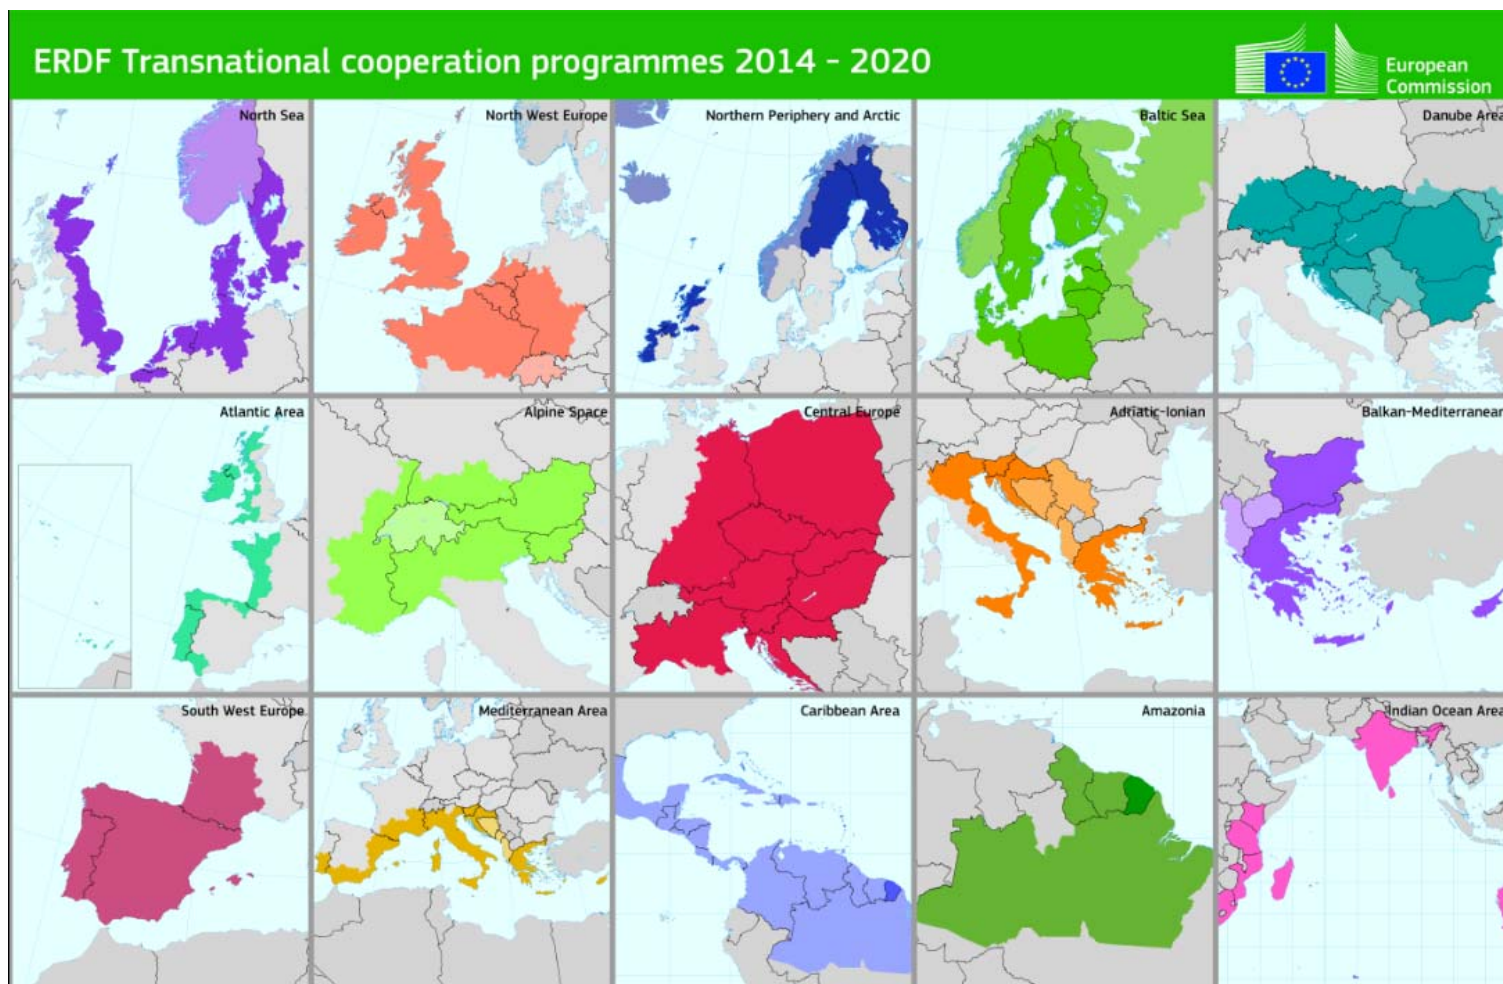 ERDF Transnational cooperation programmes 2014 - 2020
European
Commission
North Sea
North West Europe
Northern Periphery and Arctic
Baltic Sea
Danube Area
Atlantic Area
Alpine Space
Central Europe
Adriatic-Ionian
Balkan-Mediterranean
South West Europe
Mediterranean Area
Caribbean Area
Amazonia
Indian Ocean Area